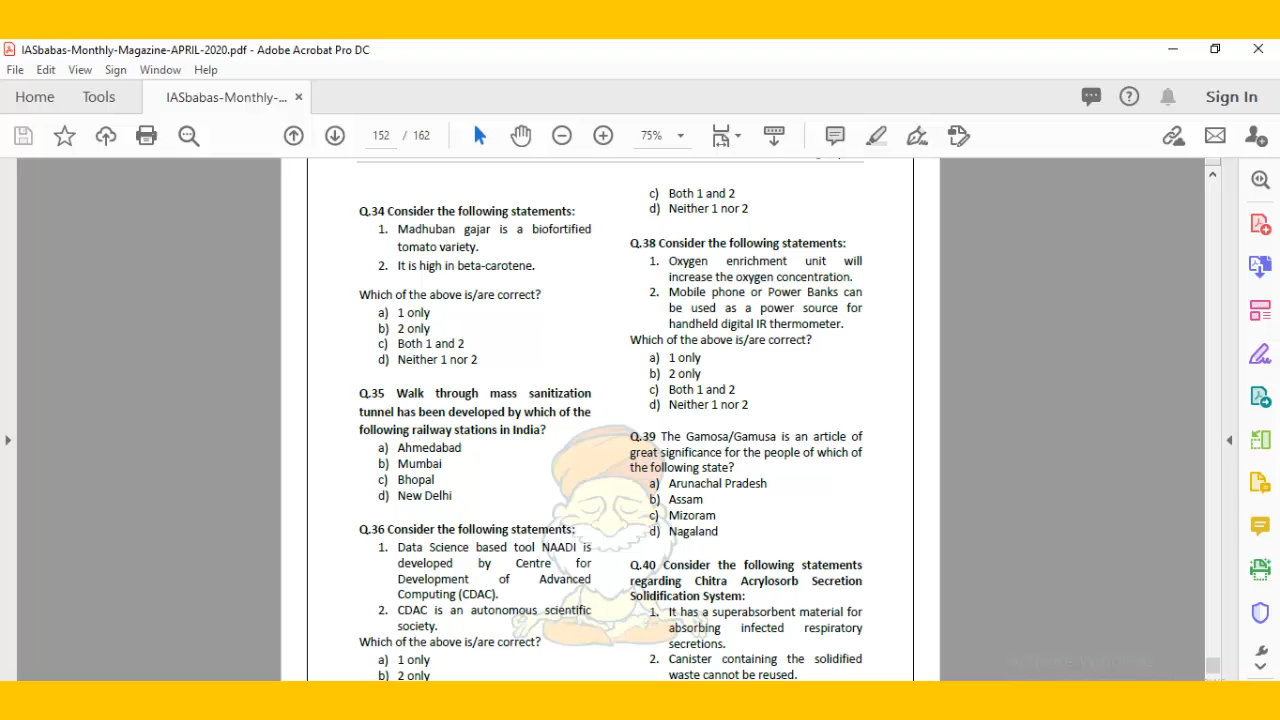 IASbabas-Monthly-Magazine-APRIL-2020.pdf - Adobe Acrobat Pro DC
File Edit View Sign Window Help
Home Tools IASbabas-Monthly-... ×
Sign In
152 / 162
75%
Q.34 Consider the following statements:
1. Madhuban gajar is a biofortified
tomato variety.
2. It is high in beta-carotene.
Which of the above is/are correct?
a) 1 only
b) 2 only
c) Both 1 and 2
d) Neither 1 nor 2
Q.35 Walk through mass sanitization
tunnel has been developed by which of the
following railway stations in India?
a) Ahmedabad
b) Mumbai
c) Bhopal
d) New Delhi
Q.36 Consider the following statements:
1. Data Science based tool NAADI is
developed by Centre for
Development of Advanced
Computing (CDAC).
2. CDAC is an autonomous scientific
society.
Which of the above is/are correct?
a) 1 only
b) 2 only
c) Both 1 and 2
d) Neither 1 nor 2
Q.38 Consider the following statements:
1. Oxygen enrichment unit will
increase the oxygen concentration.
2. Mobile phone or Power Banks can
be used as a power source for
handheld digital IR thermometer.
Which of the above is/are correct?
a) 1 only
b) 2 only
c) Both 1 and 2
d) Neither 1 nor 2
Q.39 The Gamosa/Gamusa is an article of
great significance for the people of which of
the following state?
a) Arunachal Pradesh
b) Assam
c) Mizoram
d) Nagaland
Q.40 Consider the following statements
regarding Chitra Acrylosorb Secretion
Solidification System:
1. It has a superabsorbent material for
absorbing infected respiratory
secretions.
2. Canister containing the solidified
waste cannot be reused.